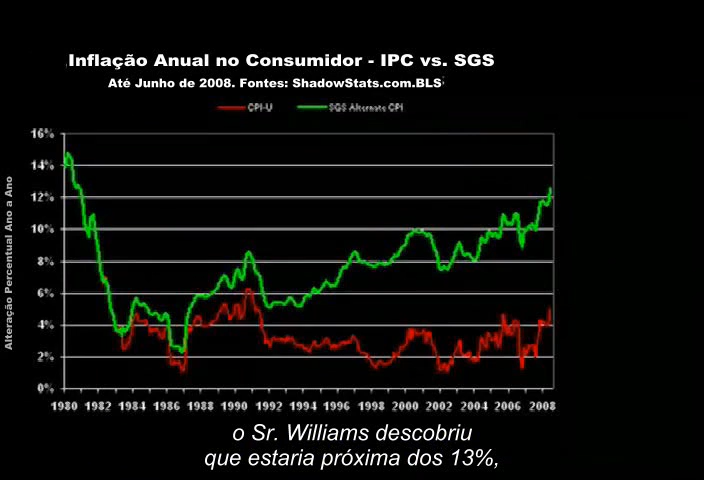 Inflação Anual no Consumidor - IPC vs. SGS
Até Junho de 2008. Fontes: ShadowStats.com.BLS
CPI-U
SGS Alternate CPI
Alteração Percentual Ano a Ano
16%
14%
12%
10%
8%
6%
4%
2%
0%
1980 1982 1984 1986 1988 1990 1992 1994 1996 1998 2000 2002 2004 2006 2008
o Sr. Williams descobriu
que estaria próxima dos 13%,